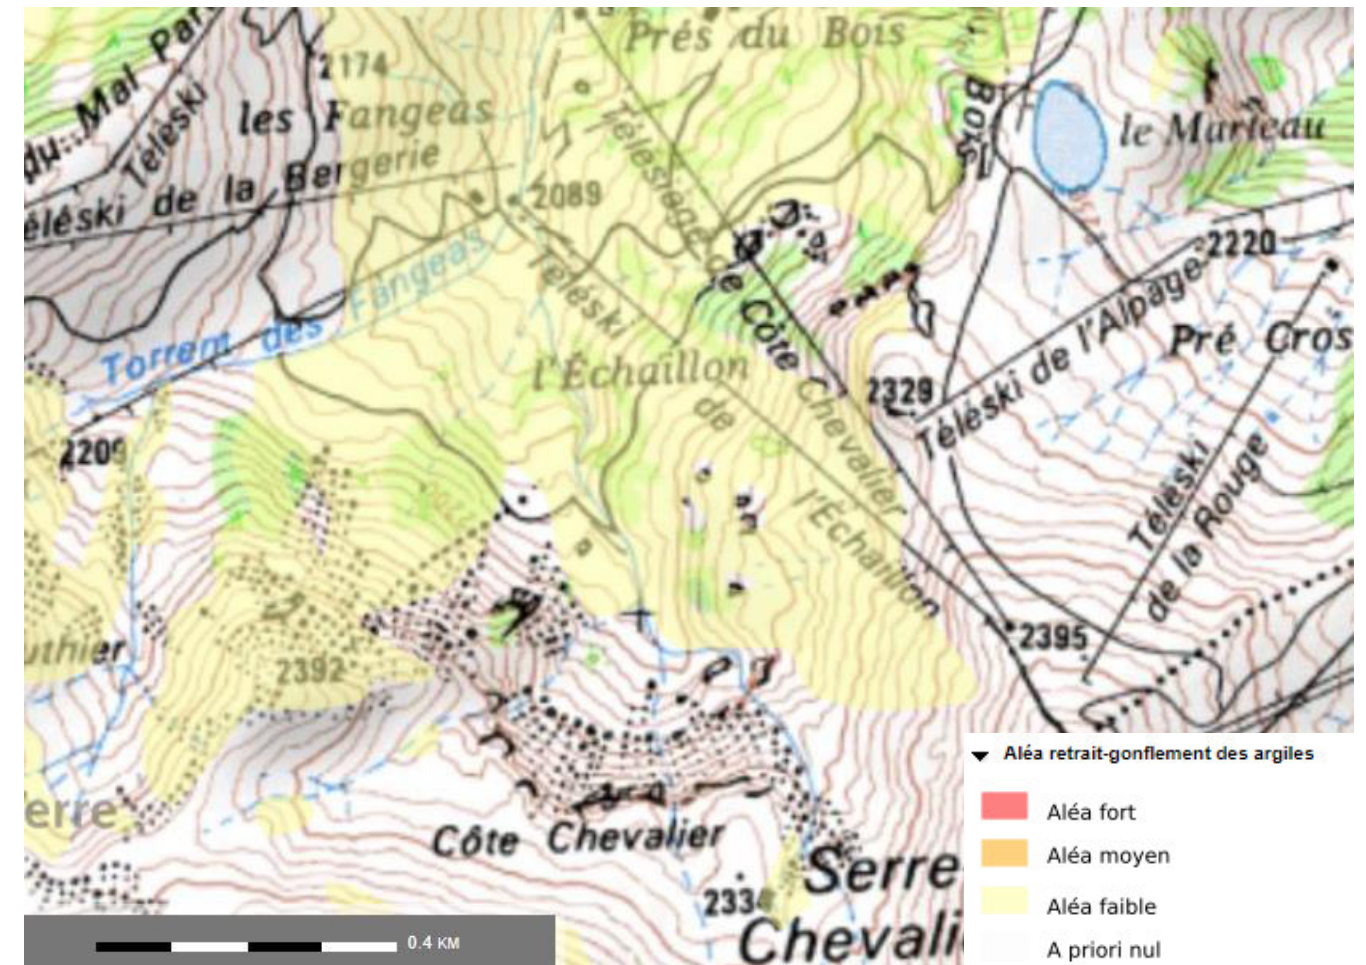 Prés du Bois
2174
du Mal Par
Téléski
les Fangeas
Bois
le Marteau
Télésiège de Côte Chevalier
éléski de la Bergerie
2089
2220
Torrent des Fangeas
Téléski de l'Échaillon
Téléski de l'Alpage
Pré Cros
l'Échaillon
2329
2209
Téléski
de la Rouge
uthier
2392
2395
Aléa retrait-gonflement des argiles
Aléa fort
Aléa moyen
Aléa faible
A priori nul
erre
Côte Chevalier
Serre
Chevali
0.4 KM